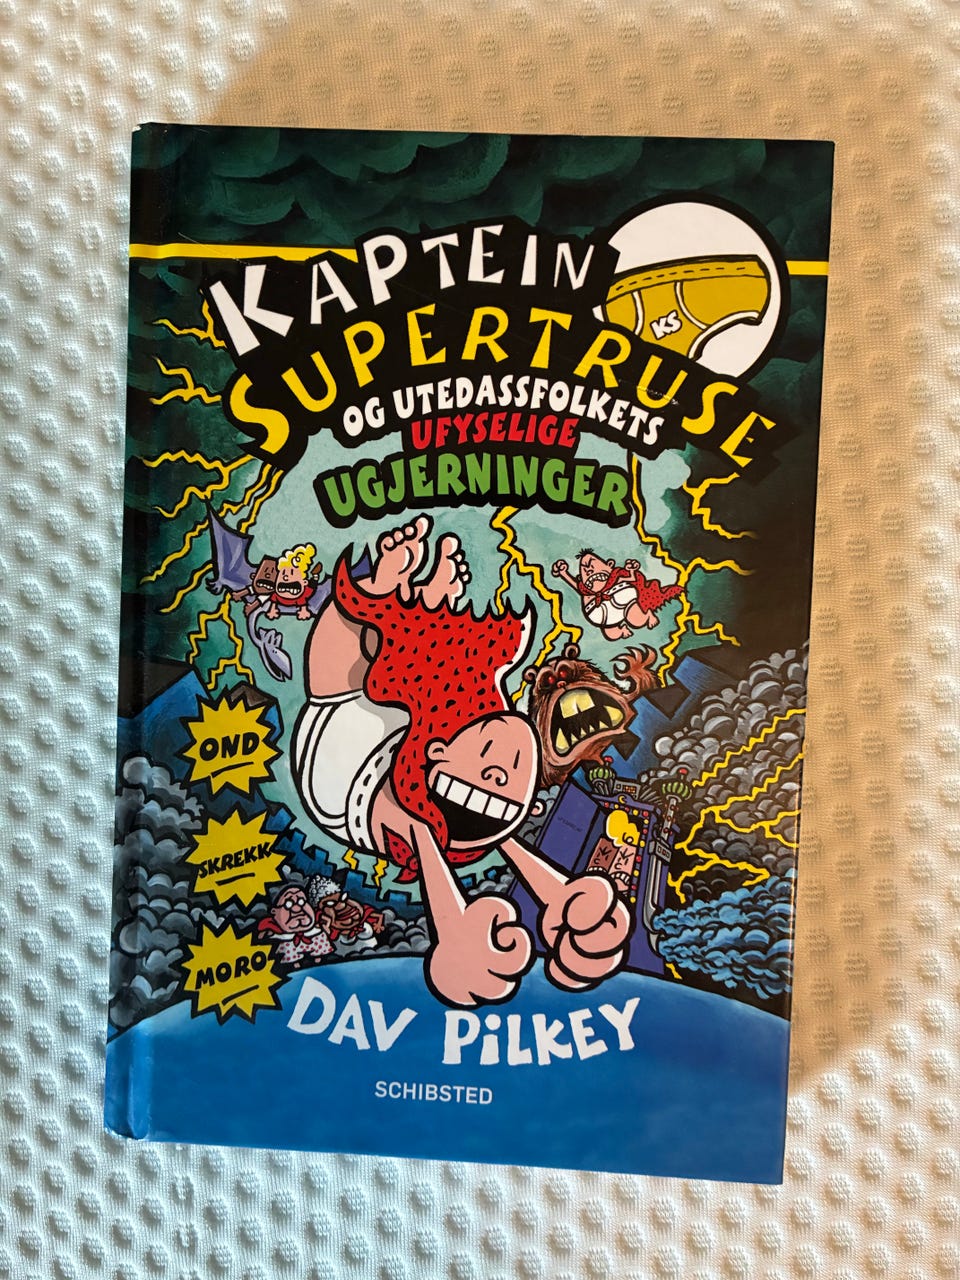 KAPTEIN
SUPERTRUSE
KS
OG UTEDASSFOLKETS
UFYSELIGE
UGJERNINGER
OND
SKREKK
MORO
DAV PiLKEY
SCHIBSTED